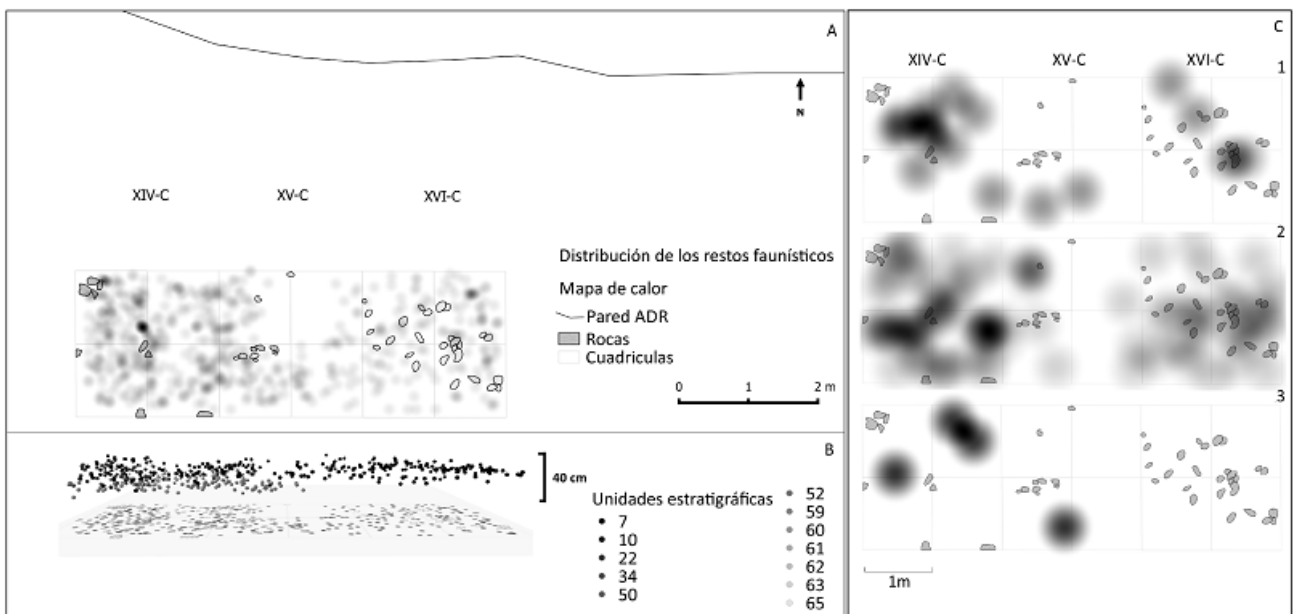 A
N
XIV-C XV-C XVI-C
Distribución de los restos faunísticos
Mapa de calor
Pared ADR
Rocas
Cuadriculas
0 1 2 m
B
40 cm
Unidades estratigráficas
7
10
22
34
50
52
59
60
61
62
63
65
C
XIV-C XV-C XVI-C
1
2
3
1m